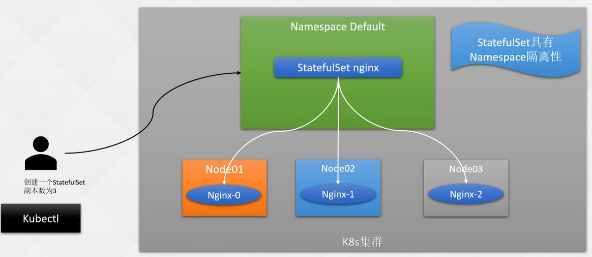 Namespace Default
StatefulSet nginx
StatefulSet具有
Namespace隔离性
创建一个StatefulSet
副本数为3
Kubectl
Node01
Nginx-0
Node02
Nginx-1
Node03
Nginx-2
K8s集群